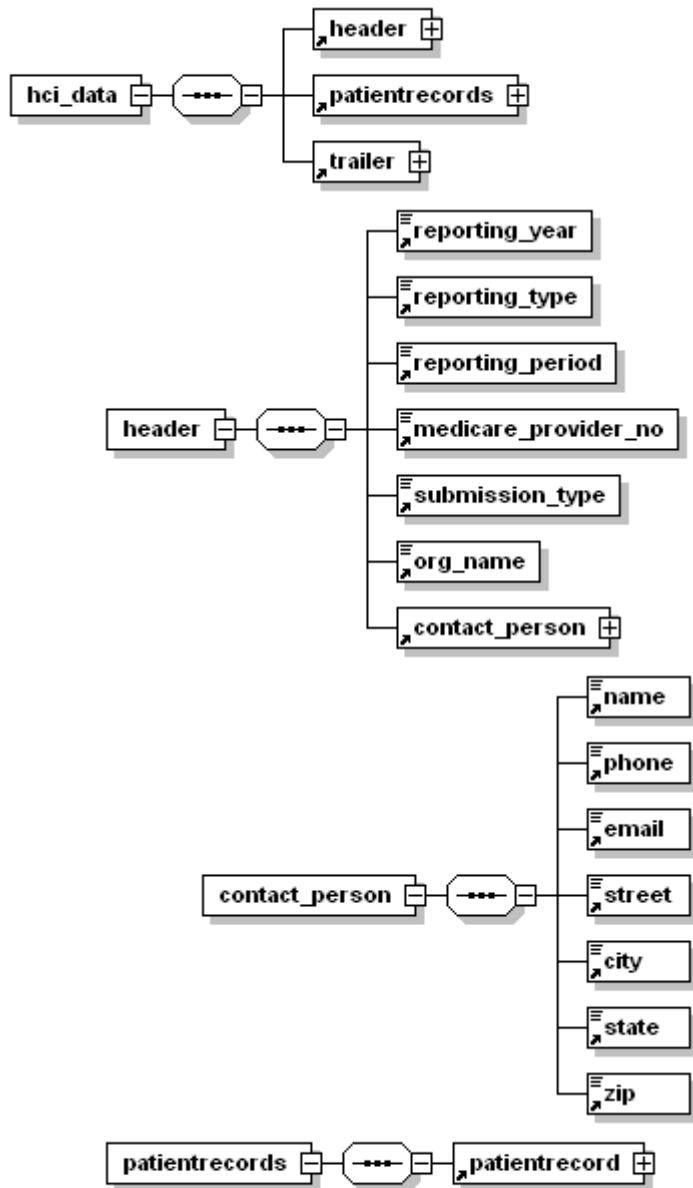 header
hci_data
patientrecords
trailer
reporting_year
reporting_type
reporting_period
header
medicare_provider_no
submission_type
org_name
contact_person
name
phone
email
contact_person
street
city
state
zip
patientrecords
patientrecord